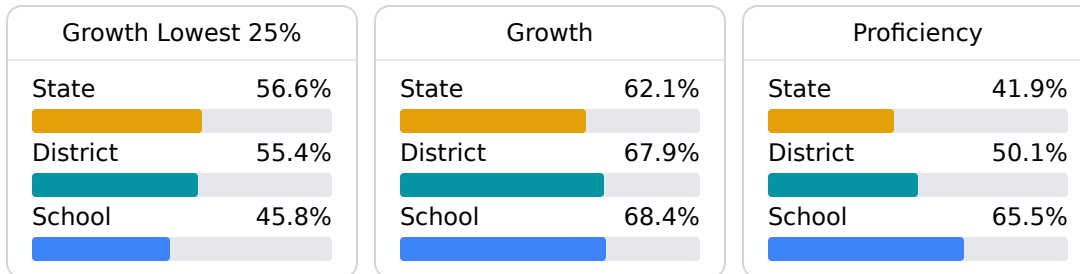 Growth Lowest 25%
State 56.6%
District 55.4%
School 45.8%
Growth
State 62.1%
District 67.9%
School 68.4%
Proficiency
State 41.9%
District 50.1%
School 65.5%